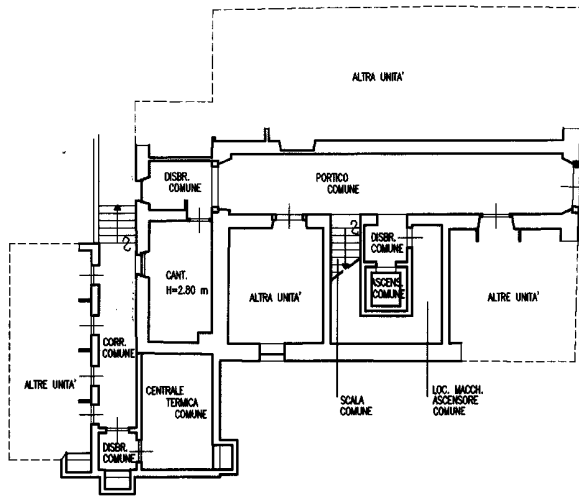 ALTRA UNITA'
DISBR.
COMUNE
PORTICO
COMUNE
DISBR.
COMUNE
CANT.
H=2.80 m
ASCENS.
COMUNE
ALTRA UNITA'
ALTRE UNITA'
CORR.
COMUNE
ALTRE UNITA'
CENTRALE
TERMICA
COMUNE
SCALA
COMUNE
LOC. MACCH.
ASCENSORE
COMUNE
DISBR.
COMUNE